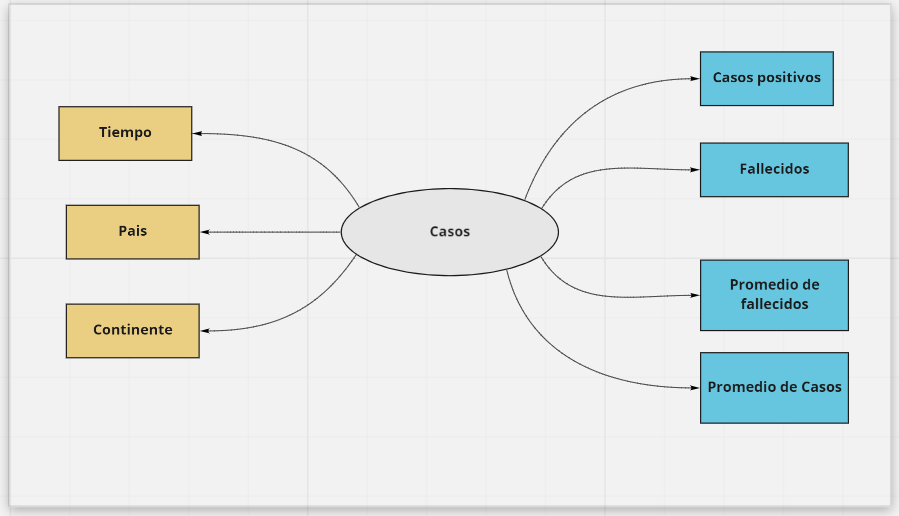 Tiempo
Pais
Continente
Casos
Casos positivos
Fallecidos
Promedio de
fallecidos
Promedio de Casos